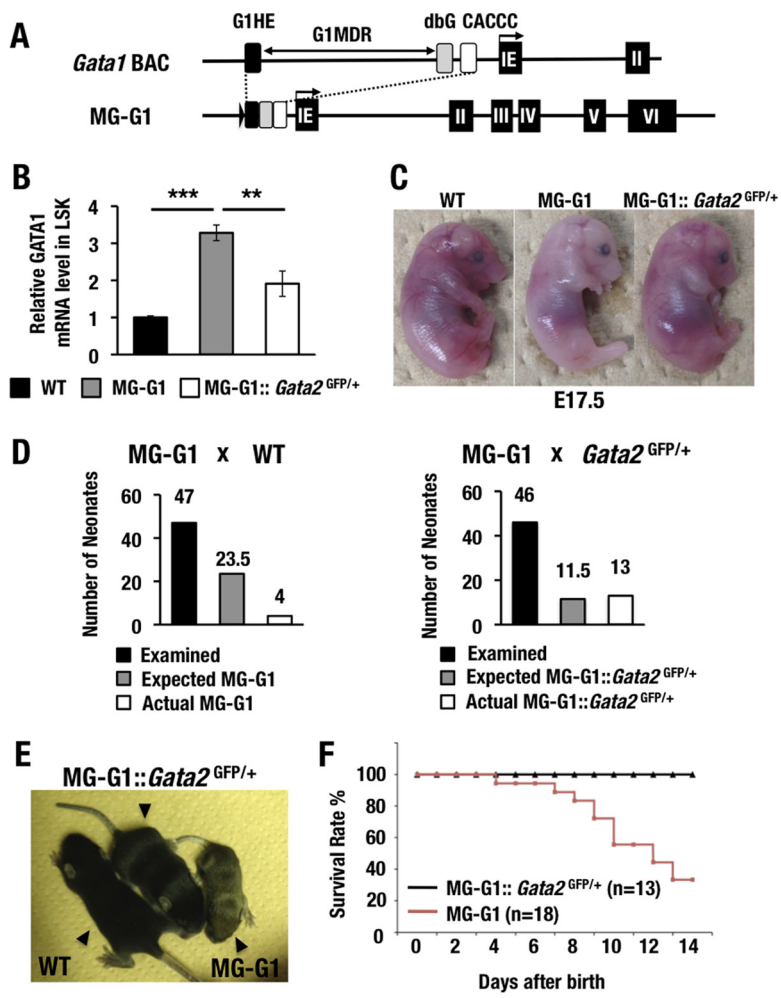 A
G1HE
G1MDR
dbG CACCC
Gata1 BAC
IE
II
MG-G1
IE
II
III
IV
V
VI
B
Relative GATA1
mRNA level in LSK
4
3
2
1
0
***
**
WT
MG-G1
MG-G1:: Gata2 GFP/+
C
WT
MG-G1
MG-G1:: Gata2 GFP/+
E17.5
D
MG-G1 x WT
Number of Neonates
60
40
20
0
47
23.5
4
Examined
Expected MG-G1
Actual MG-G1
MG-G1 x Gata2 GFP/+
Number of Neonates
60
40
20
0
46
11.5
13
Examined
Expected MG-G1::Gata2 GFP/+
Actual MG-G1::Gata2 GFP/+
E
MG-G1::Gata2 GFP/+
WT
MG-G1
F
Survival Rate %
100
80
60
40
20
0
MG-G1:: Gata2 GFP/+ (n=13)
MG-G1 (n=18)
0 2 4 6 8 10 12 14
Days after birth